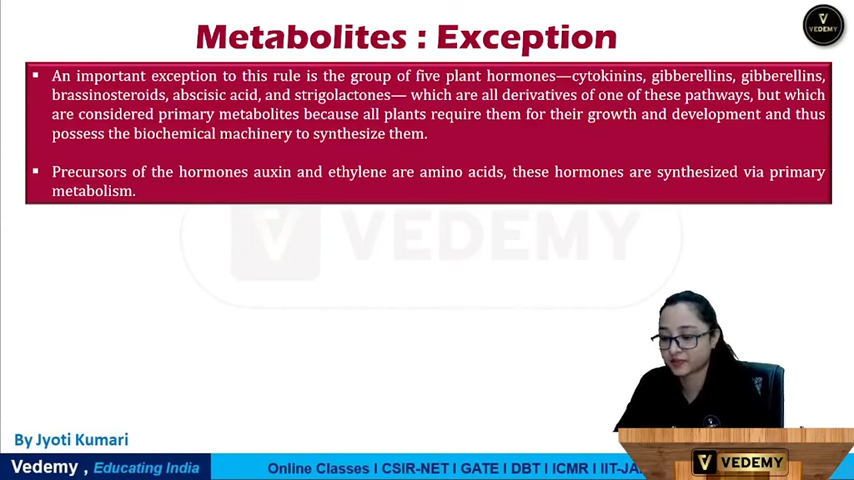 Metabolites : Exception
VEDEMY
An important exception to this rule is the group of five plant hormones—cytokinins, gibberellins, gibberellins,
brassinosteroids, abscisic acid, and strigolactones— which are all derivatives of one of these pathways, but which
are considered primary metabolites because all plants require them for their growth and development and thus
possess the biochemical machinery to synthesize them.
Precursors of the hormones auxin and ethylene are amino acids, these hormones are synthesized via primary
metabolism.
VEDEMY
By Jyoti Kumari
Vedemy , Educating India
Online Classes I CSIR-NET I GATE I DBT I ICMR I IIT-JA
VEDEMY